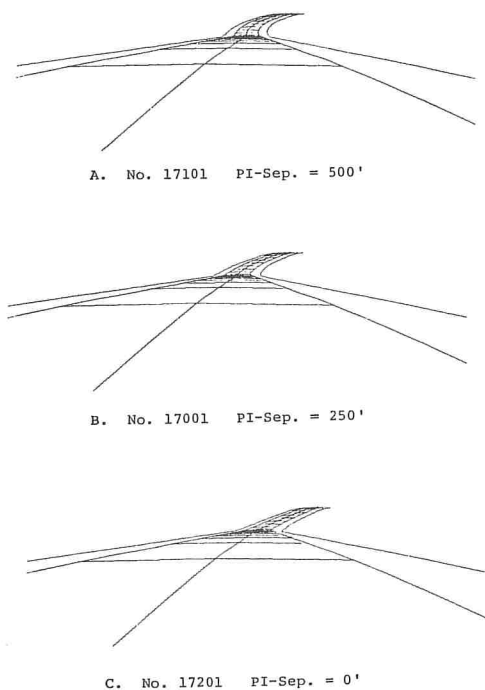 A. No. 17101 PI-Sep. = 500'
B. No. 17001 PI-Sep. = 250'
C. No. 17201 PI-Sep. = 0'